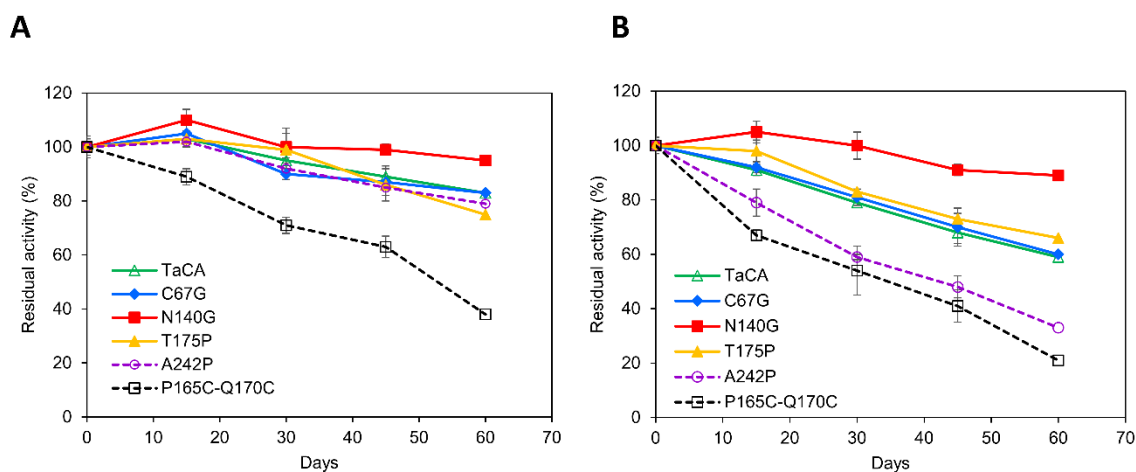 A
Residual activity (%)
120
100
80
60
40
20
0
TaCA
C67G
N140G
T175P
A242P
P165C-Q170C
0 10 20 30 40 50 60 70
Days
B
Residual activity (%)
120
100
80
60
40
20
0
TaCA
C67G
N140G
T175P
A242P
P165C-Q170C
0 10 20 30 40 50 60 70
Days